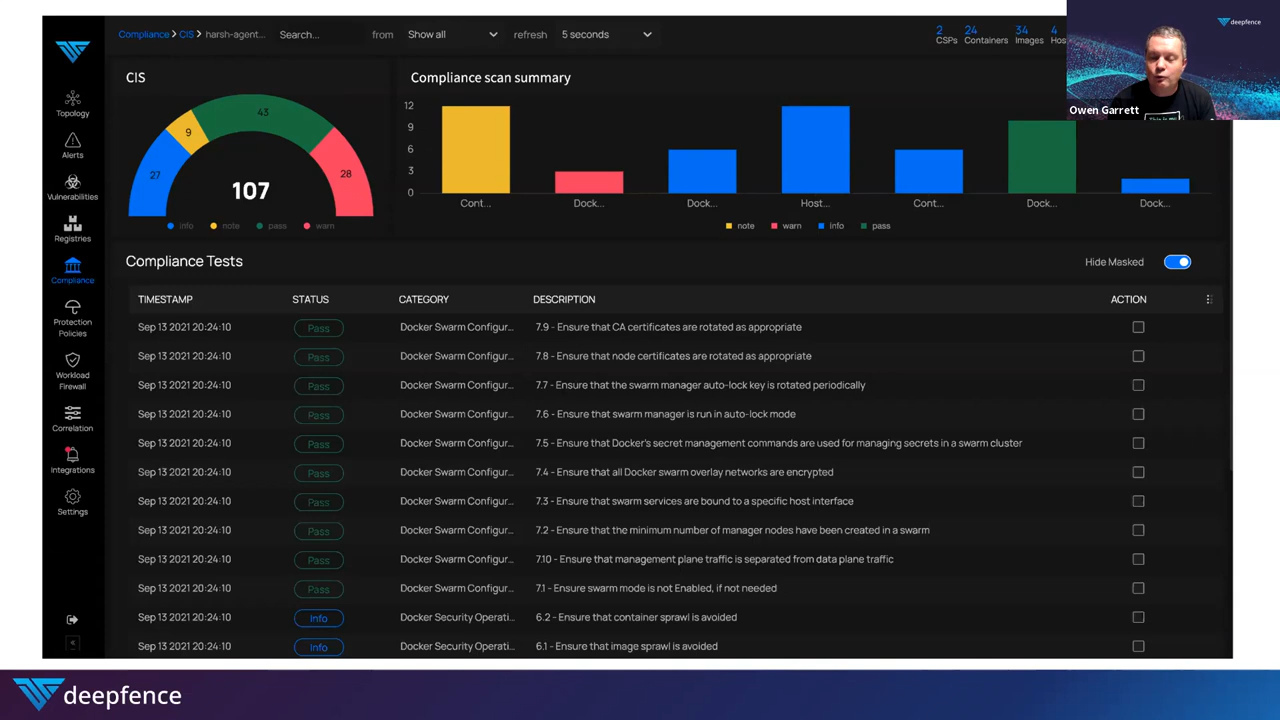 Compliance > CIS > harsh-agent... Search... from Show all refresh 5 seconds
2 CSPs 24 Containers 34 Images 4
deepfence
Owen Garrett
Topology
Alerts
Vulnerabilities
Registries
Compliance
Protection
Policies
Workload
Firewall
Correlation
Integrations
Settings
CIS
27
9
43
28
107
info note pass warn
Compliance scan summary
12
9
6
3
0
Cont... Dock... Dock... Host... Cont... Dock... Dock...
note warn info pass
Compliance Tests Hide Masked
TIMESTAMP STATUS CATEGORY DESCRIPTION ACTION
Sep 13 2021 20:24:10 Pass Docker Swarm Configur... 7.9 - Ensure that CA certificates are rotated as appropriate
Sep 13 2021 20:24:10 Pass Docker Swarm Configur... 7.8 - Ensure that node certificates are rotated as appropriate
Sep 13 2021 20:24:10 Pass Docker Swarm Configur... 7.7 - Ensure that the swarm manager auto-lock key is rotated periodically
Sep 13 2021 20:24:10 Pass Docker Swarm Configur... 7.6 - Ensure that swarm manager is run in auto-lock mode
Sep 13 2021 20:24:10 Pass Docker Swarm Configur... 7.5 - Ensure that Docker's secret management commands are used for managing secrets in a swarm cluster
Sep 13 2021 20:24:10 Pass Docker Swarm Configur... 7.4 - Ensure that all Docker swarm overlay networks are encrypted
Sep 13 2021 20:24:10 Pass Docker Swarm Configur... 7.3 - Ensure that swarm services are bound to a specific host interface
Sep 13 2021 20:24:10 Pass Docker Swarm Configur... 7.2 - Ensure that the minimum number of manager nodes have been created in a swarm
Sep 13 2021 20:24:10 Pass Docker Swarm Configur... 7.10 - Ensure that management plane traffic is separated from data plane traffic
Sep 13 2021 20:24:10 Pass Docker Swarm Configur... 7.1 - Ensure swarm mode is not Enabled, if not needed
Sep 13 2021 20:24:10 Info Docker Security Operati... 6.2 - Ensure that container sprawl is avoided
Sep 13 2021 20:24:10 Info Docker Security Operati... 6.1 - Ensure that image sprawl is avoided
deepfence